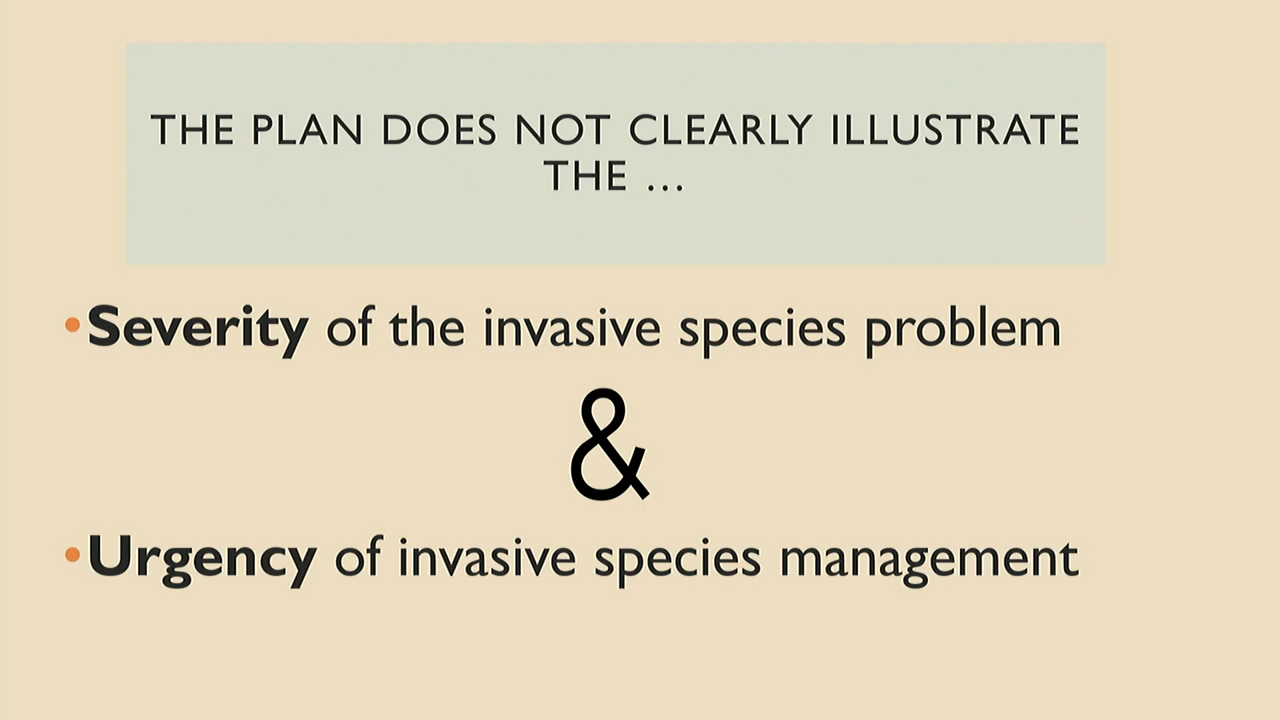 THE PLAN DOES NOT CLEARLY ILLUSTRATE
THE …
•Severity of the invasive species problem
&
•Urgency of invasive species management